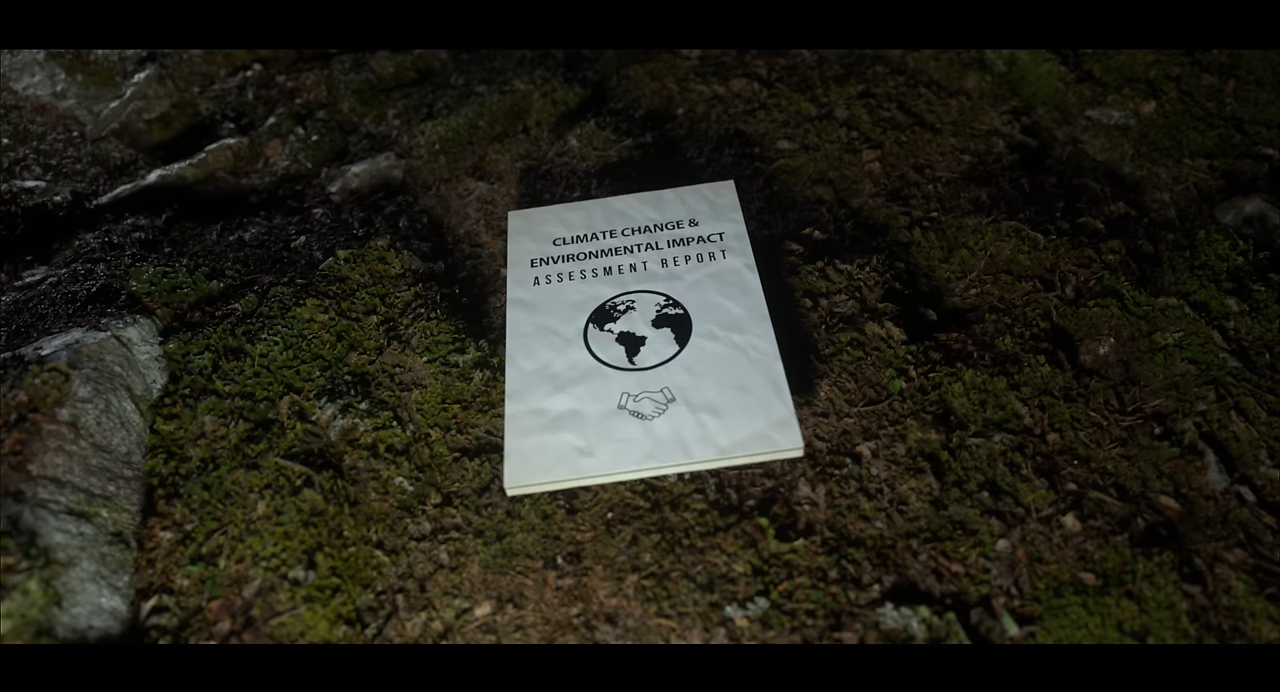 CLIMATE CHANGE &
ENVIRONMENTAL IMPACT
ASSESSMENT REPORT